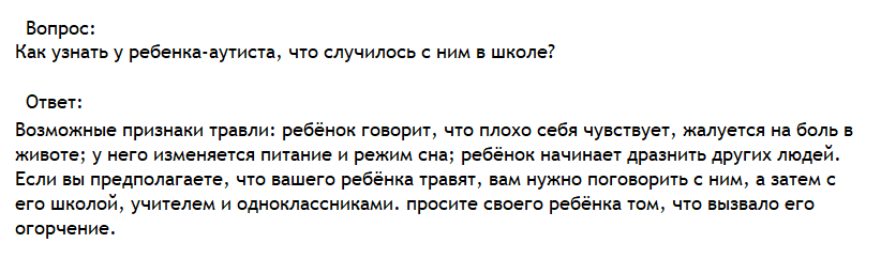 Вопрос:
Как узнать у ребенка-аутиста, что случилось с ним в школе?
Ответ:
Возможные признаки травли: ребёнок говорит, что плохо себя чувствует, жалуется на боль в
животе; у него изменяется питание и режим сна; ребёнок начинает дразнить других людей.
Если вы предполагаете, что вашего ребёнка травят, вам нужно поговорить с ним, а затем с
его школой, учителем и одноклассниками. просите своего ребёнка том, что вызвало его
огорчение.